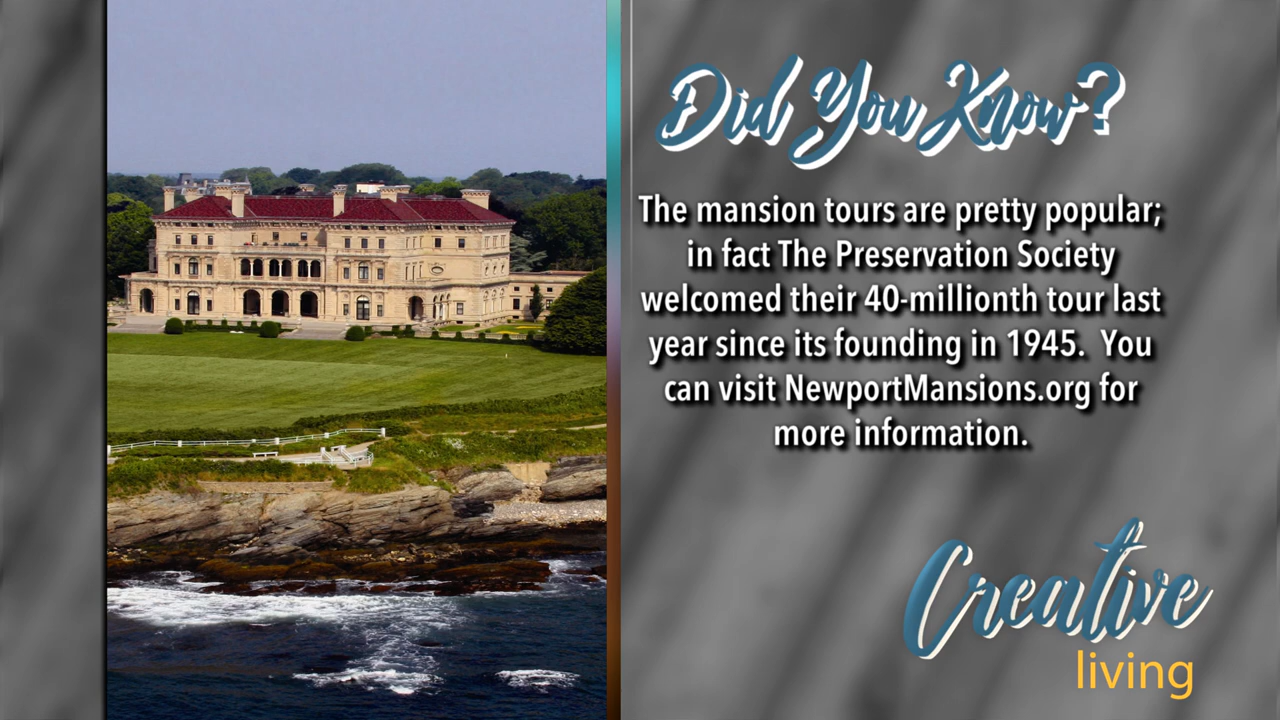 Did You Know?
The mansion tours are pretty popular;
in fact The Preservation Society
welcomed their 40-millionth tour last
year since its founding in 1945.  You
can visit NewportMansions.org for
more information.
Creative
living